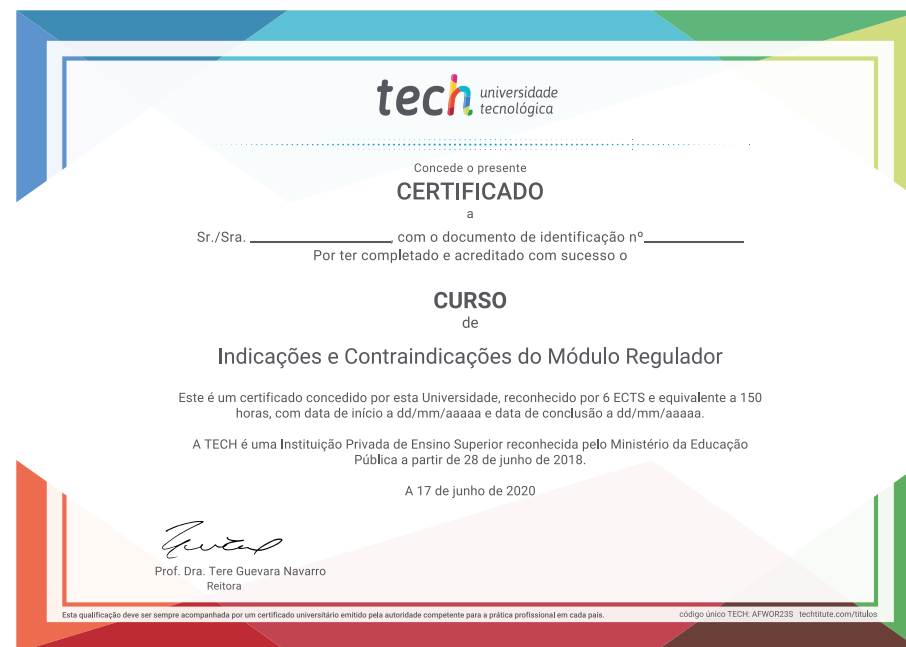 tech universidade
tecnológica
Concede o presente
CERTIFICADO
a
Sr./Sra. ________________, com o documento de identificação nº____________
Por ter completado e acreditado com sucesso o
CURSO
de
Indicações e Contraindicações do Módulo Regulador
Este é um certificado concedido por esta Universidade, reconhecido por 6 ECTS e equivalente a 150
horas, com data de início a dd/mm/aaaaa e data de conclusão a dd/mm/aaaaa.
A TECH é uma Instituição Privada de Ensino Superior reconhecida pelo Ministério da Educação
Pública a partir de 28 de junho de 2018.
A 17 de junho de 2020
Prof. Dra. Tere Guevara Navarro
Reitora
Esta qualificação deve ser sempre acompanhada por um certificado universitário emitido pela autoridade competente para a prática profissional em cada país.
código único TECH: AFWOR23S techtitute.com/titulos